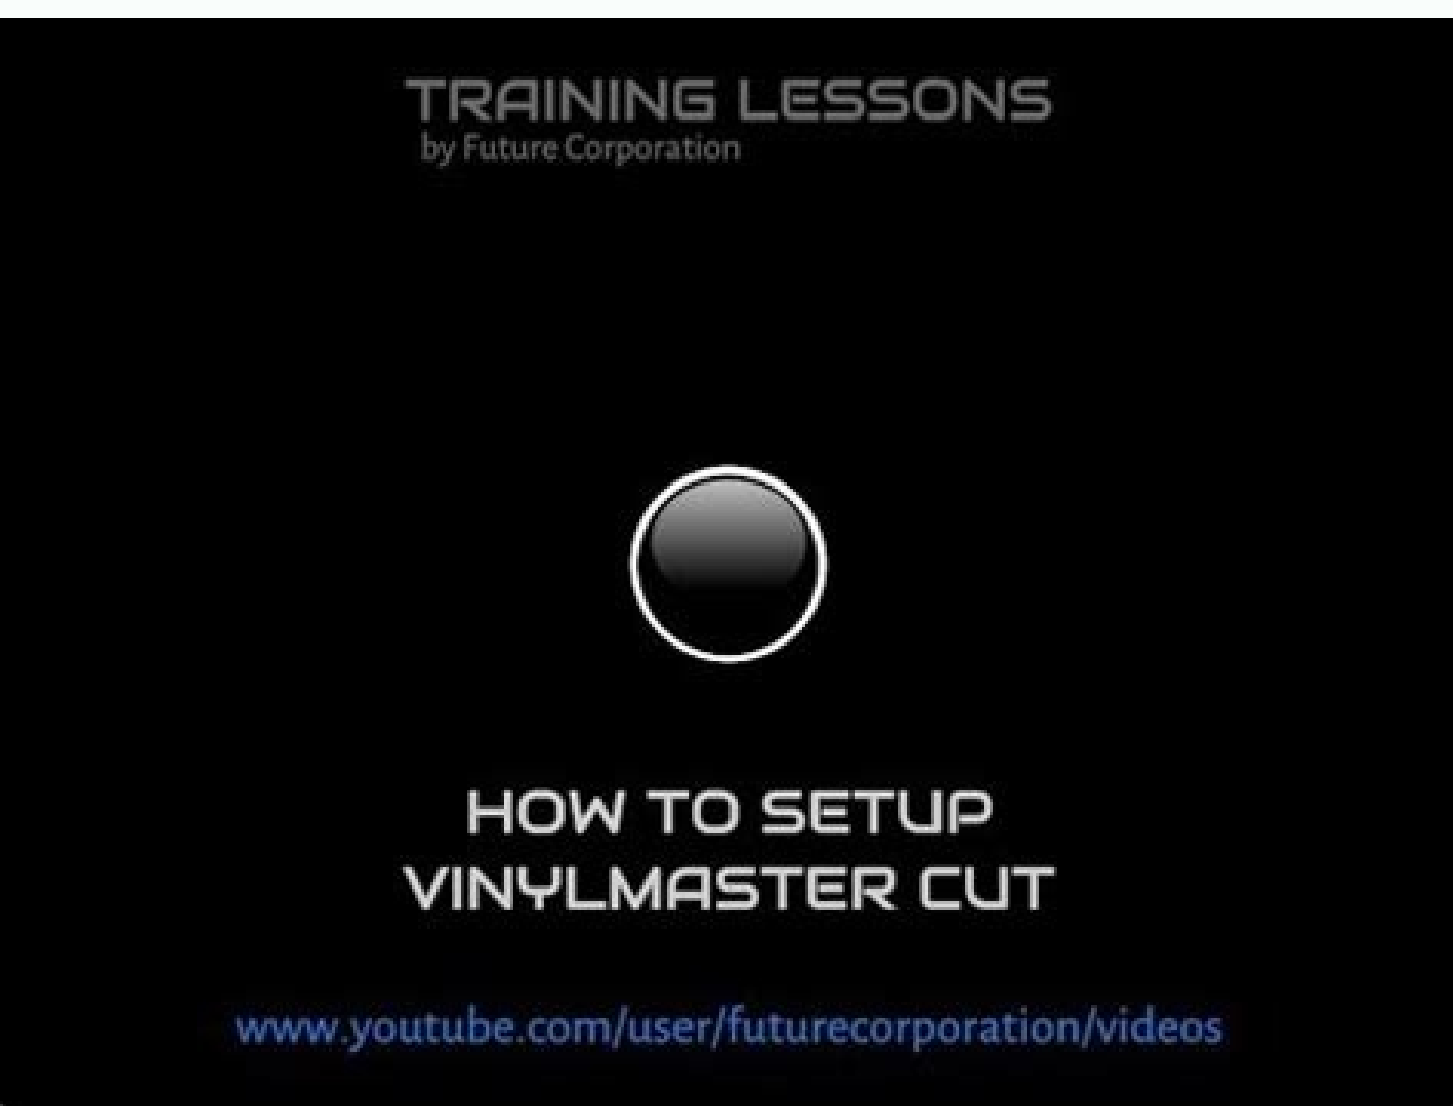 TRAINING LESSONS
by Future Corporation
HOW TO SETUP
VINYLMASTER CUT
www.youtube.com/user/futurecorporation/videos